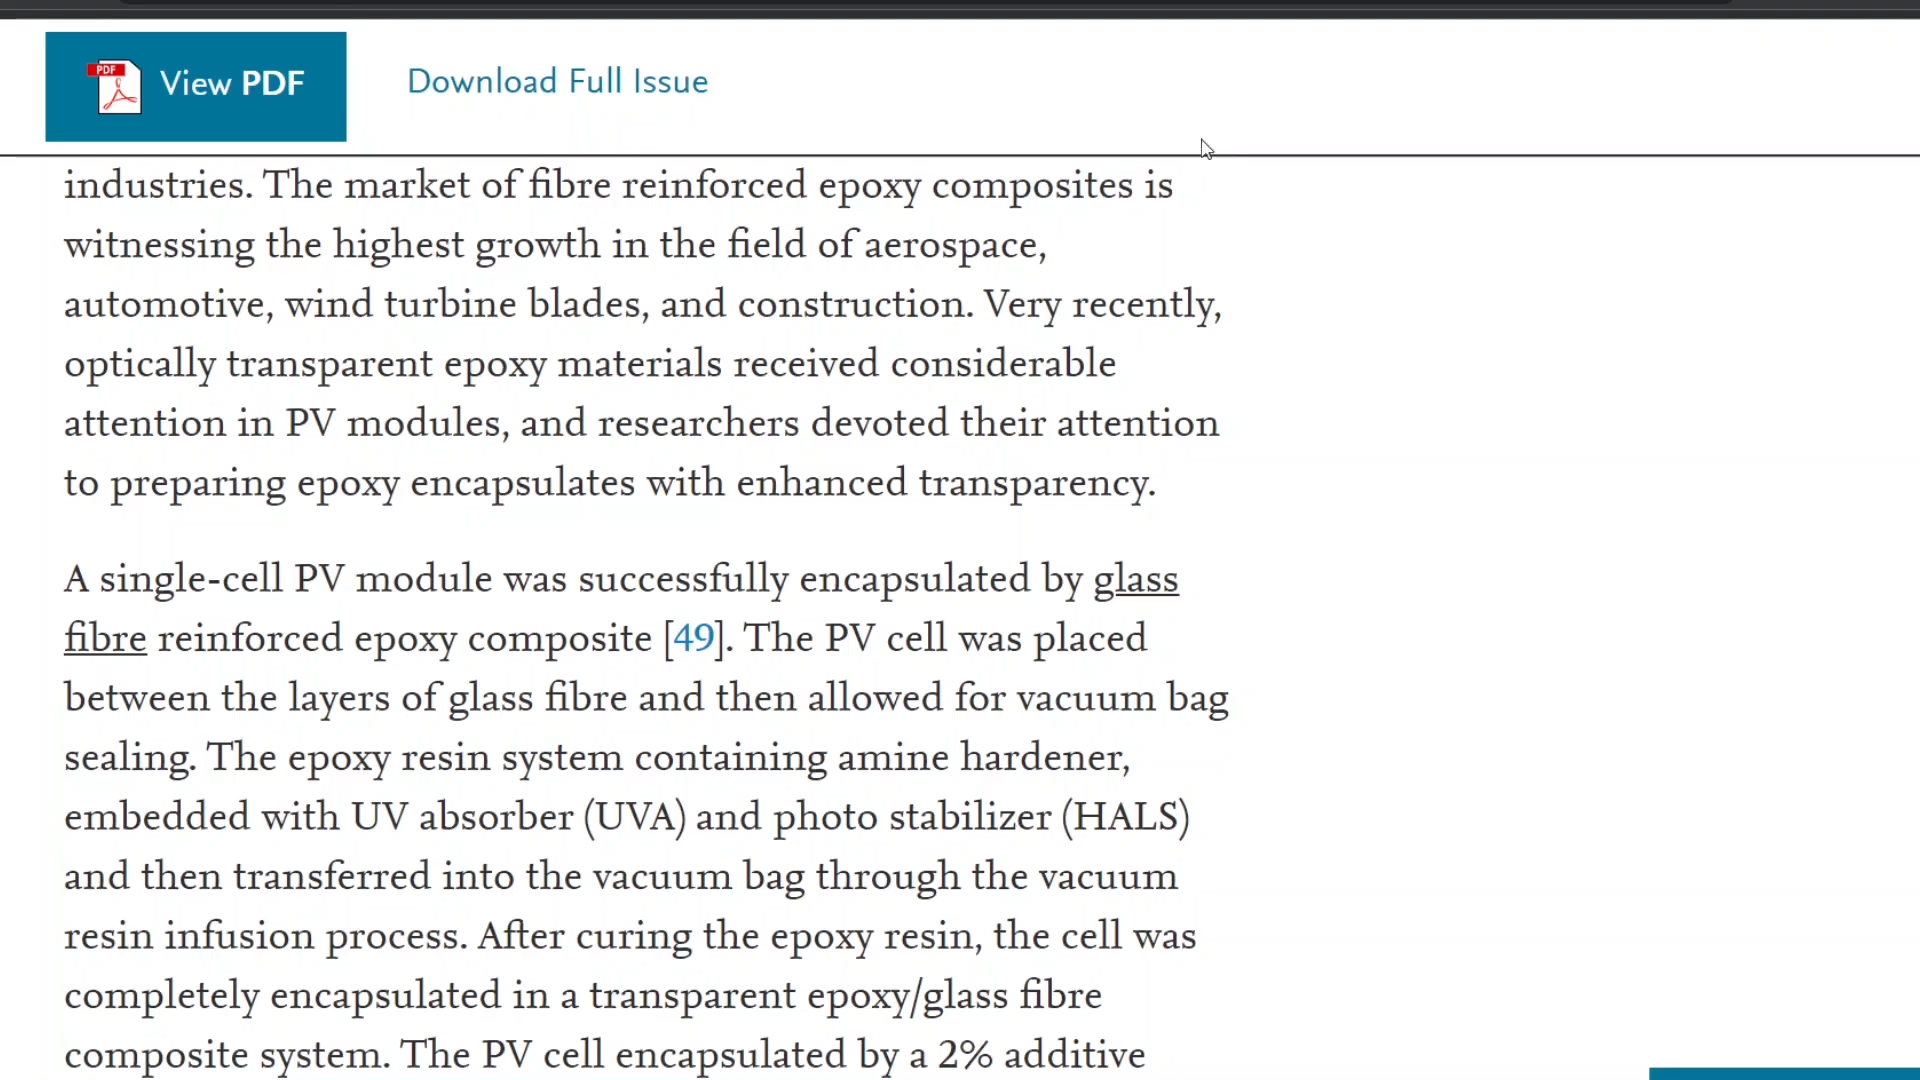 PDF
View PDF
Download Full Issue
industries. The market of fibre reinforced epoxy composites is
witnessing the highest growth in the field of aerospace,
automotive, wind turbine blades, and construction. Very recently,
optically transparent epoxy materials received considerable
attention in PV modules, and researchers devoted their attention
to preparing epoxy encapsulates with enhanced transparency.
A single-cell PV module was successfully encapsulated by glass
fibre reinforced epoxy composite [49]. The PV cell was placed
between the layers of glass fibre and then allowed for vacuum bag
sealing. The epoxy resin system containing amine hardener,
embedded with UV absorber (UVA) and photo stabilizer (HALS)
and then transferred into the vacuum bag through the vacuum
resin infusion process. After curing the epoxy resin, the cell was
completely encapsulated in a transparent epoxy/glass fibre
composite system. The PV cell encapsulated by a 2% additive